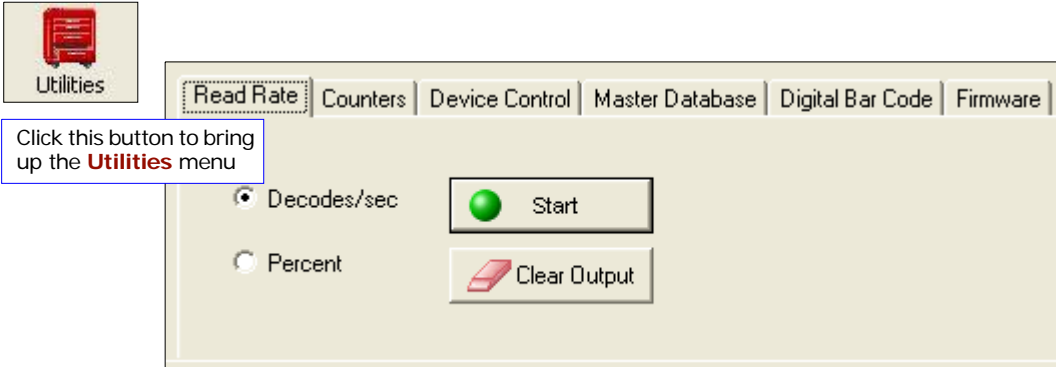 Utilities
Read Rate Counters Device Control Master Database Digital Bar Code Firmware
Click this button to bring
up the Utilities menu
Decodes/sec Start
Percent Clear Output